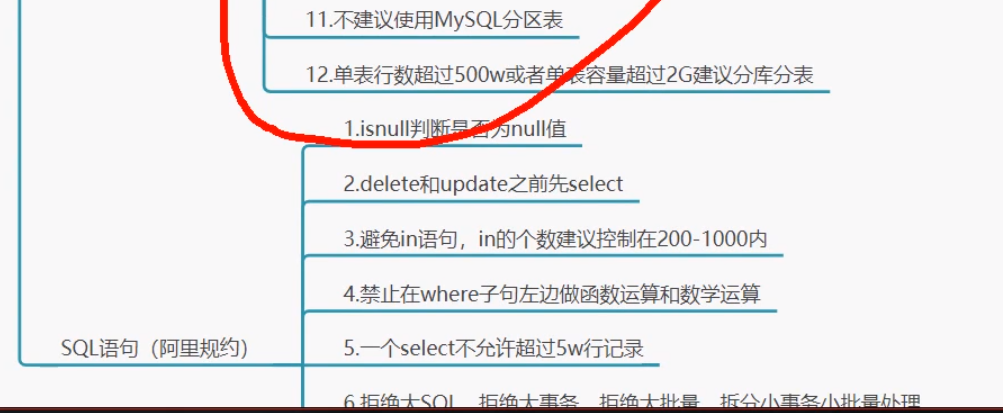 11.不建议使用MySQL分区表
12.单表行数超过500w或者单表容量超过2G建议分库分表
1.isnull判断是否为null值
2.delete和update之前先select
3.避免in语句，in的个数建议控制在200-1000内
4.禁止在where子句左边做函数运算和数学运算
SQL语句（阿里规约）
5.一个select不允许超过5w行记录
6.拒绝大SQL，拒绝大事务，拒绝大批量，拆分小事务小批量处理